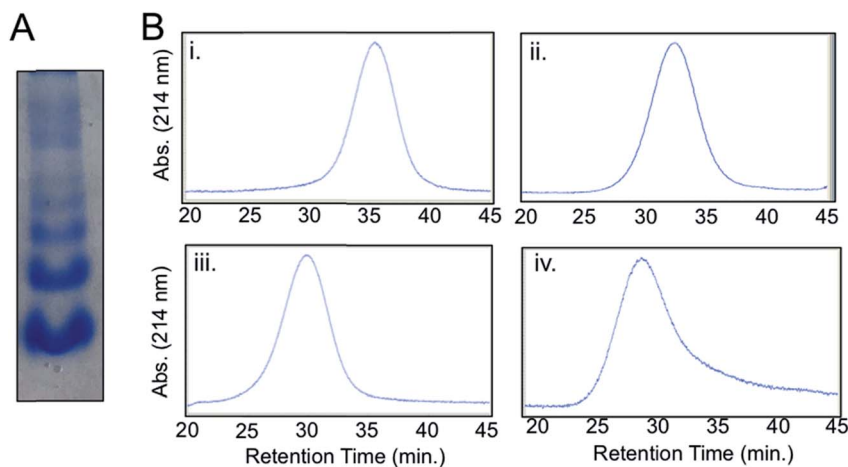 A
B
i.
Abs. (214 nm)
20 25 30 35 40 45
ii.
20 25 30 35 40 45
iii.
Abs. (214 nm)
20 25 30 35 40 45
Retention Time (min.)
iv.
20 25 30 35 40 45
Retention Time (min.)